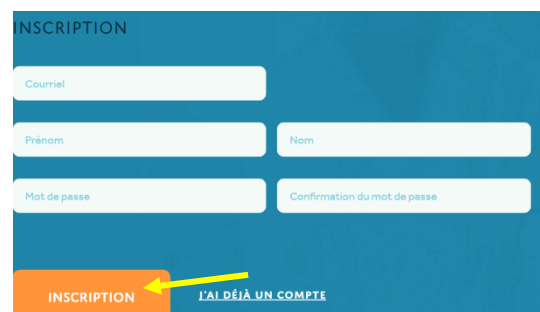 INSCRIPTION
Courriel
Prénom Nom
Mot de passe Confirmation du mot de passe
INSCRIPTION J'AI DÉJÀ UN COMPTE